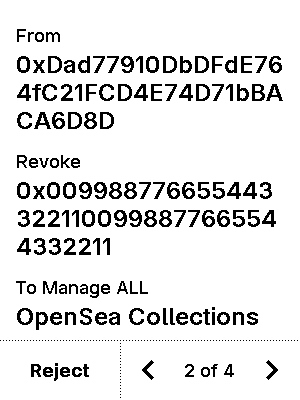 From
0xDad77910DbDFdE76
4fC21FCD4E74D71bBA
CA6D8D
Revoke
0x009988776655443
322110099887766554
4332211
To Manage ALL
OpenSea Collections
Reject
2 of 4